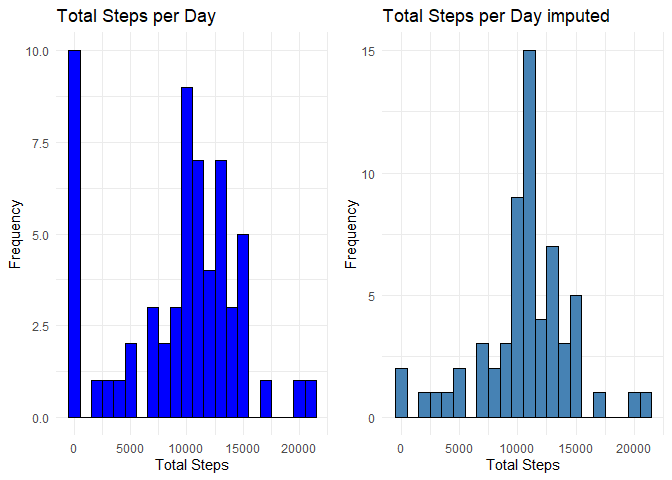 Total Steps per Day
Frequency
10.0
7.5
5.0
2.5
0.0
0 5000 10000 15000 20000
Total Steps
Total Steps per Day imputed
Frequency
15
10
5
0
0 5000 10000 15000 20000
Total Steps